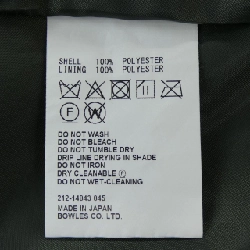 SHELL 100% POLYESTER
LINING 100% POLYESTER
F W
DO NOT WASH
DO NOT BLEACH
DO NOT TUMBLE DRY
DRIP LINE DRYING IN SHADE
DO NOT IRON
DRY CLEANABLE Ⓕ
DO NOT WET-CLEANING
212-14043 045
MADE IN JAPAN
BOWLES CO. LTD.